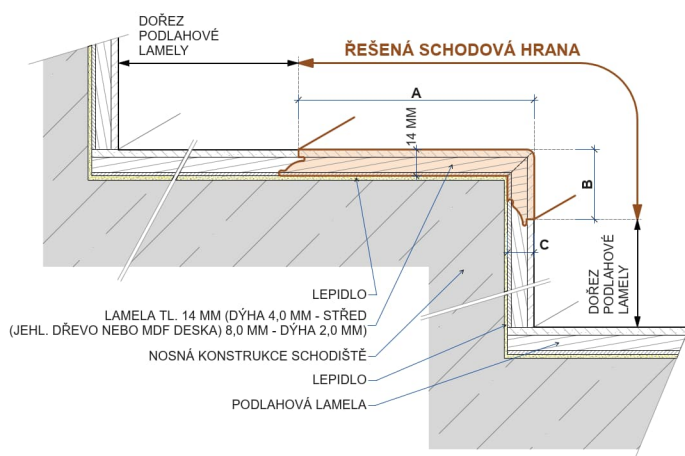 DOŘEZ
PODLAHOVÉ
LAMELY
ŘEŠENÁ SCHODOVÁ HRANA
A
14 MM
B
C
DOŘEZ
PODLAHOVÉ
LAMELY
LEPIDLO
LAMELA TL. 14 MM (DÝHA 4,0 MM - STŘED
(JEHL. DŘEVO NEBO MDF DESKA) 8,0 MM - DÝHA 2,0 MM)
NOSNÁ KONSTRUKCE SCHODIŠTĚ
LEPIDLO
PODLAHOVÁ LAMELA